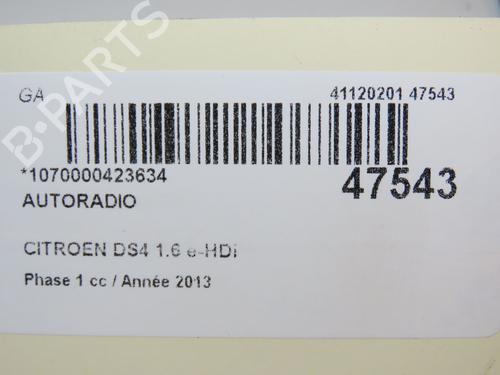 GA
41120201 47543
*1070000423634
47543
AUTORADIO
CITROEN DS4 1.6 e-HDi
Phase 1 cc / Année 2013
B-PARTS